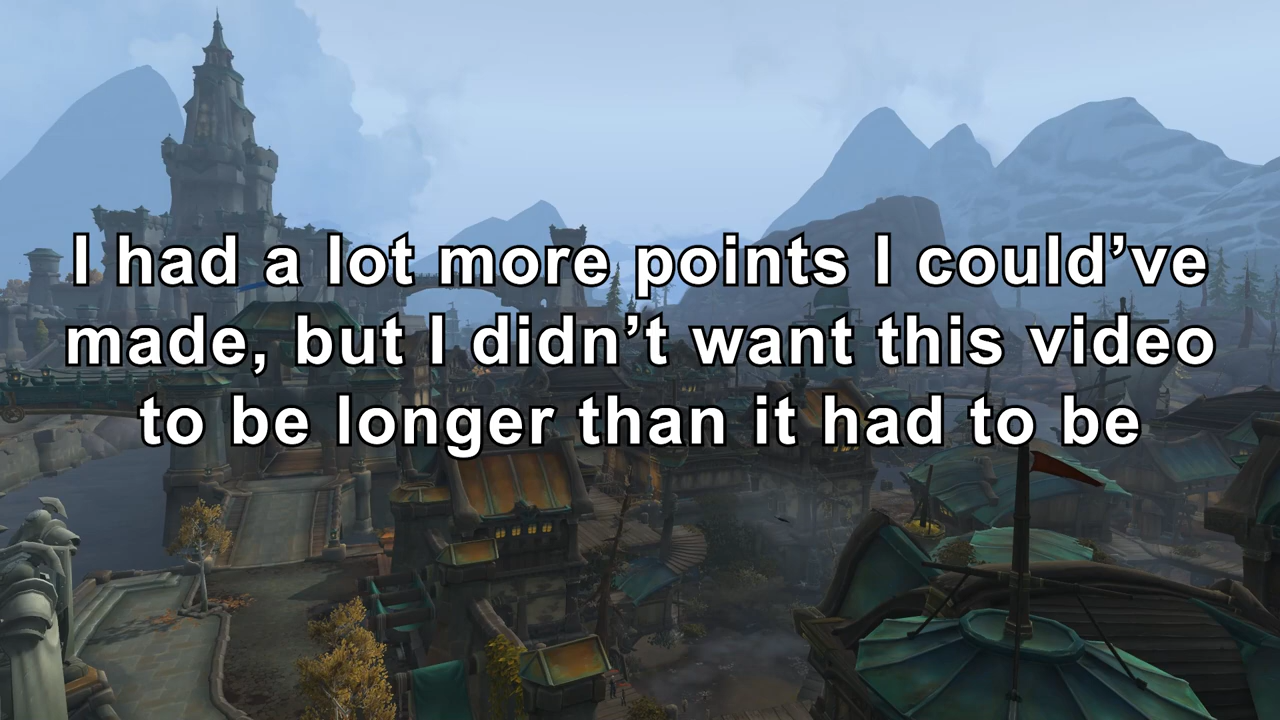 I had a lot more points I could’ve
made, but I didn’t want this video
to be longer than it had to be